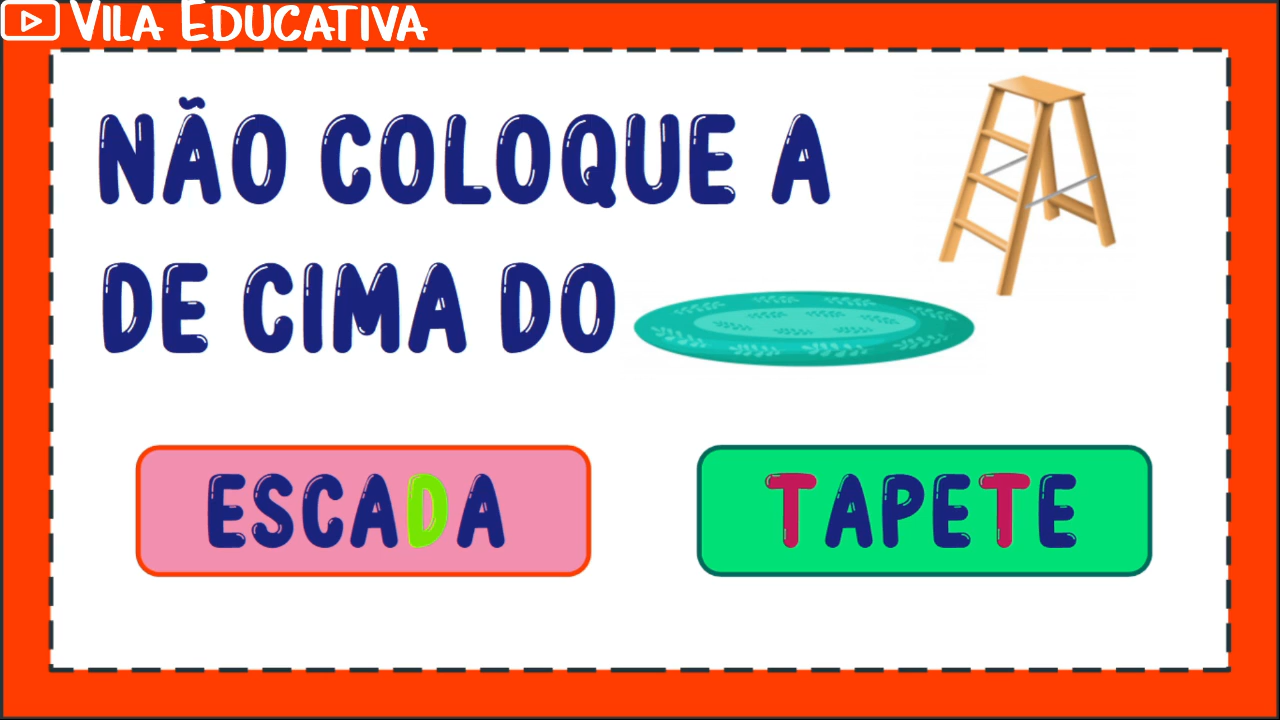 VILA EDUCATIVA
NÃO COLOQUE A
DE CIMA DO
ESCADA
TAPETE